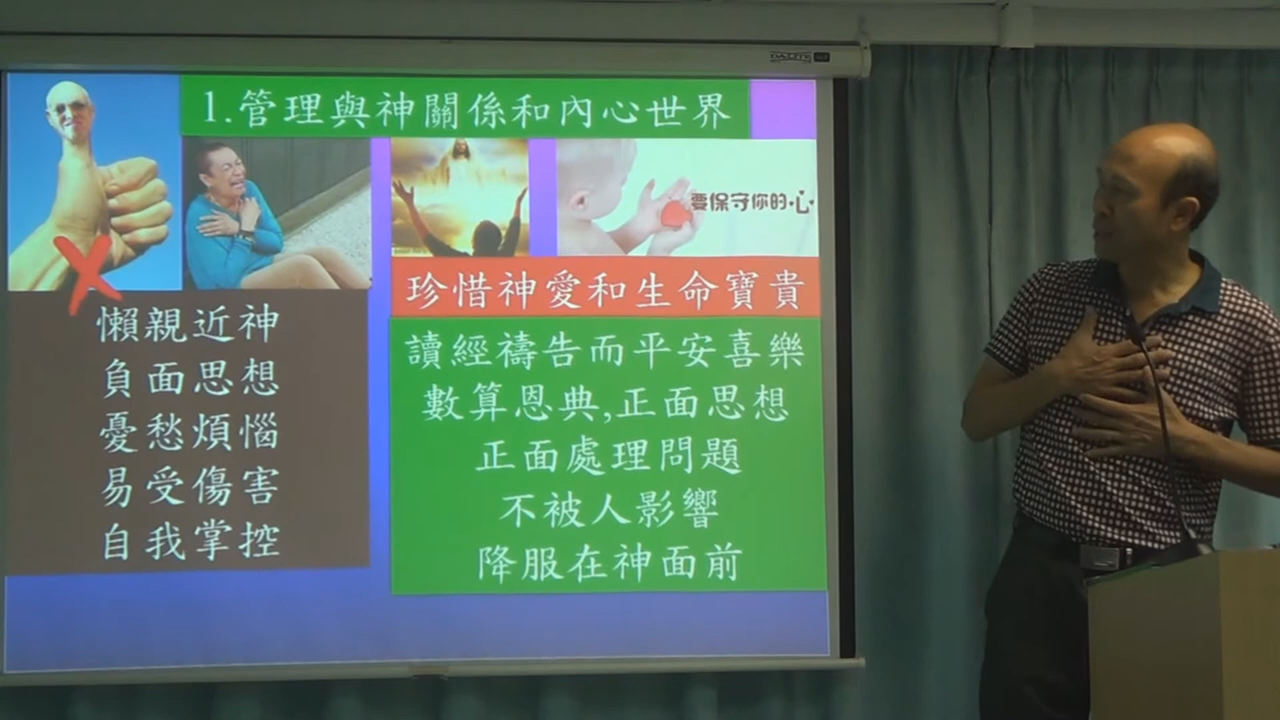 DA-LITE
1.管理與神關係和內心世界
要保守你的心
懶親近神
負面思想
憂愁煩惱
易受傷害
自我掌控
珍惜神愛和生命寶貴
讀經禱告而平安喜樂
數算恩典,正面思想
正面處理問題
不被人影響
降服在神面前